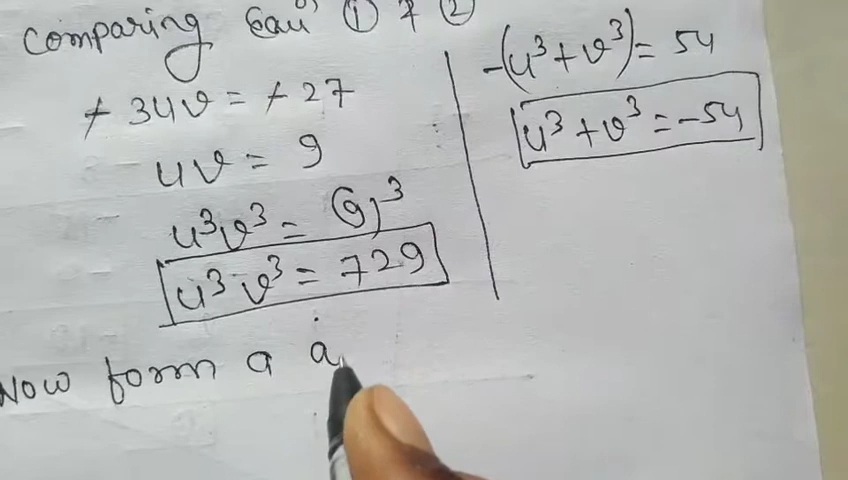 Comparing Eqn ① & ②
+ 3uv = + 27
uv = 9
u³v³ = (9)³
u³v³ = 729
-(u³+v³) = 54
u³+v³ = -54
Now form a a